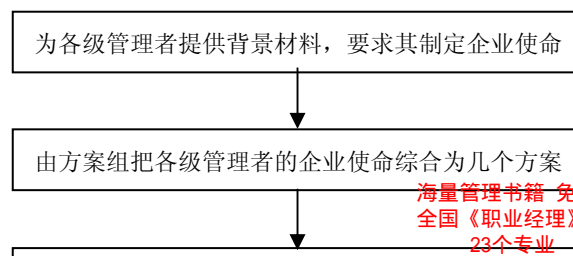 为各级管理者提供背景材料，要求其制定企业使命
由方案组把各级管理者的企业使命综合为几个方案
海量管理书籍 免
全国《职业经理》
23个专业